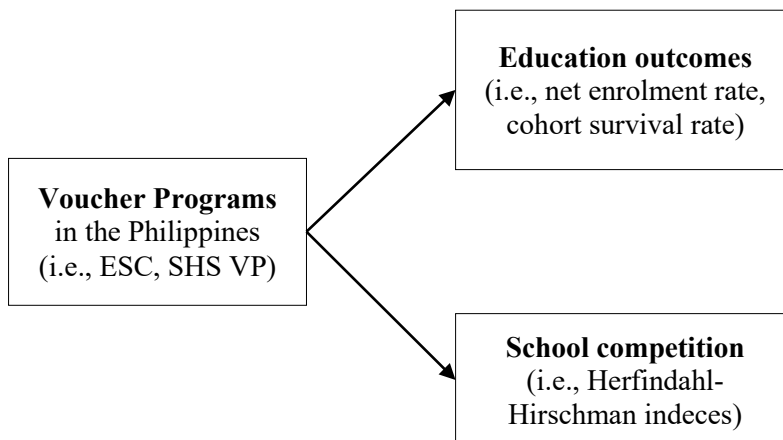 Education outcomes
(i.e., net enrolment rate,
cohort survival rate)
Voucher Programs
in the Philippines
(i.e., ESC, SHS VP)
School competition
(i.e., Herfindahl-
Hirschman indeces)